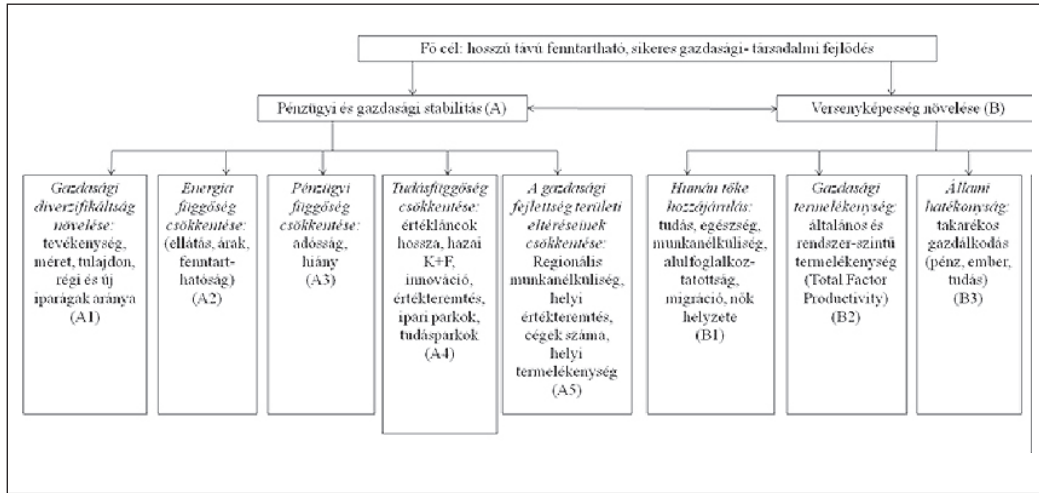 Fő cél: hosszú távú fenntartható, sikeres gazdasági- társadalmi fejlődés
Pénzügyi és gazdasági stabilitás (A)
Versenyképesség növelése (B)
Gazdasági
diverzifikáltság
növelése:
tevékenység,
méret, tulajdon,
régi és új
iparágak aránya
(A1)
Energia
függőség
csökkentése:
(ellátás, árak,
fenntart-
hatóság)
(A2)
Pénzügyi
függőség
csökkentése:
adósság,
hiány
(A3)
Tudásfüggőség
csökkentése:
értékláncok
hossza, hazai
K+F,
innováció,
értékteremtés,
ipari parkok,
tudásparkok
(A4)
A gazdasági
fejlettség területi
eltéréseinek
csökkentése:
Regionális
munkanélküliség,
helyi
értékteremtés,
cégek száma,
helyi
termelékenység
(A5)
Humán tőke
hozzájárulás:
tudás, egészség,
munkanélküliség,
alulfoglalkoz-
tatottság,
migráció, nők
helyzete
(B1)
Gazdasági
termelékenység:
általános és
rendszer-szintű
termelékenység
(Total Factor
Productivity)
(B2)
Állami
hatékonyság:
takarékos
gazdálkodás
(pénz, ember,
tudás)
(B3)